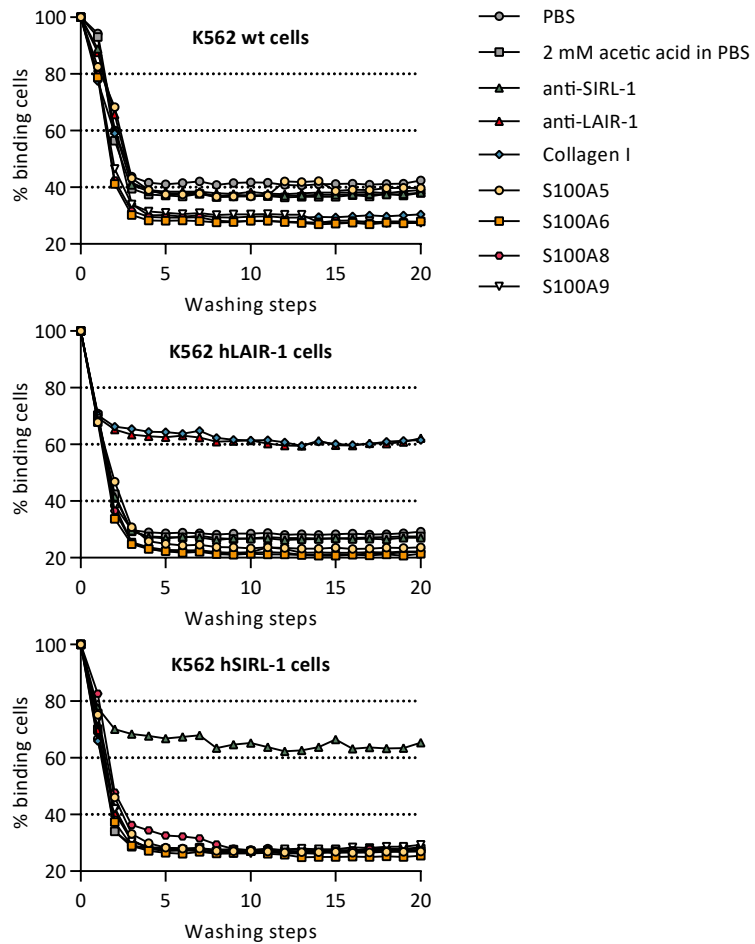 K562 wt cells
% binding cells
100
80
60
40
20
0 5 10 15 20
Washing steps
PBS
2 mM acetic acid in PBS
anti-SIRL-1
anti-LAIR-1
Collagen I
S100A5
S100A6
S100A8
S100A9
K562 hLAIR-1 cells
% binding cells
100
80
60
40
20
0 5 10 15 20
Washing steps
K562 hSIRL-1 cells
% binding cells
100
80
60
40
20
0 5 10 15 20
Washing steps